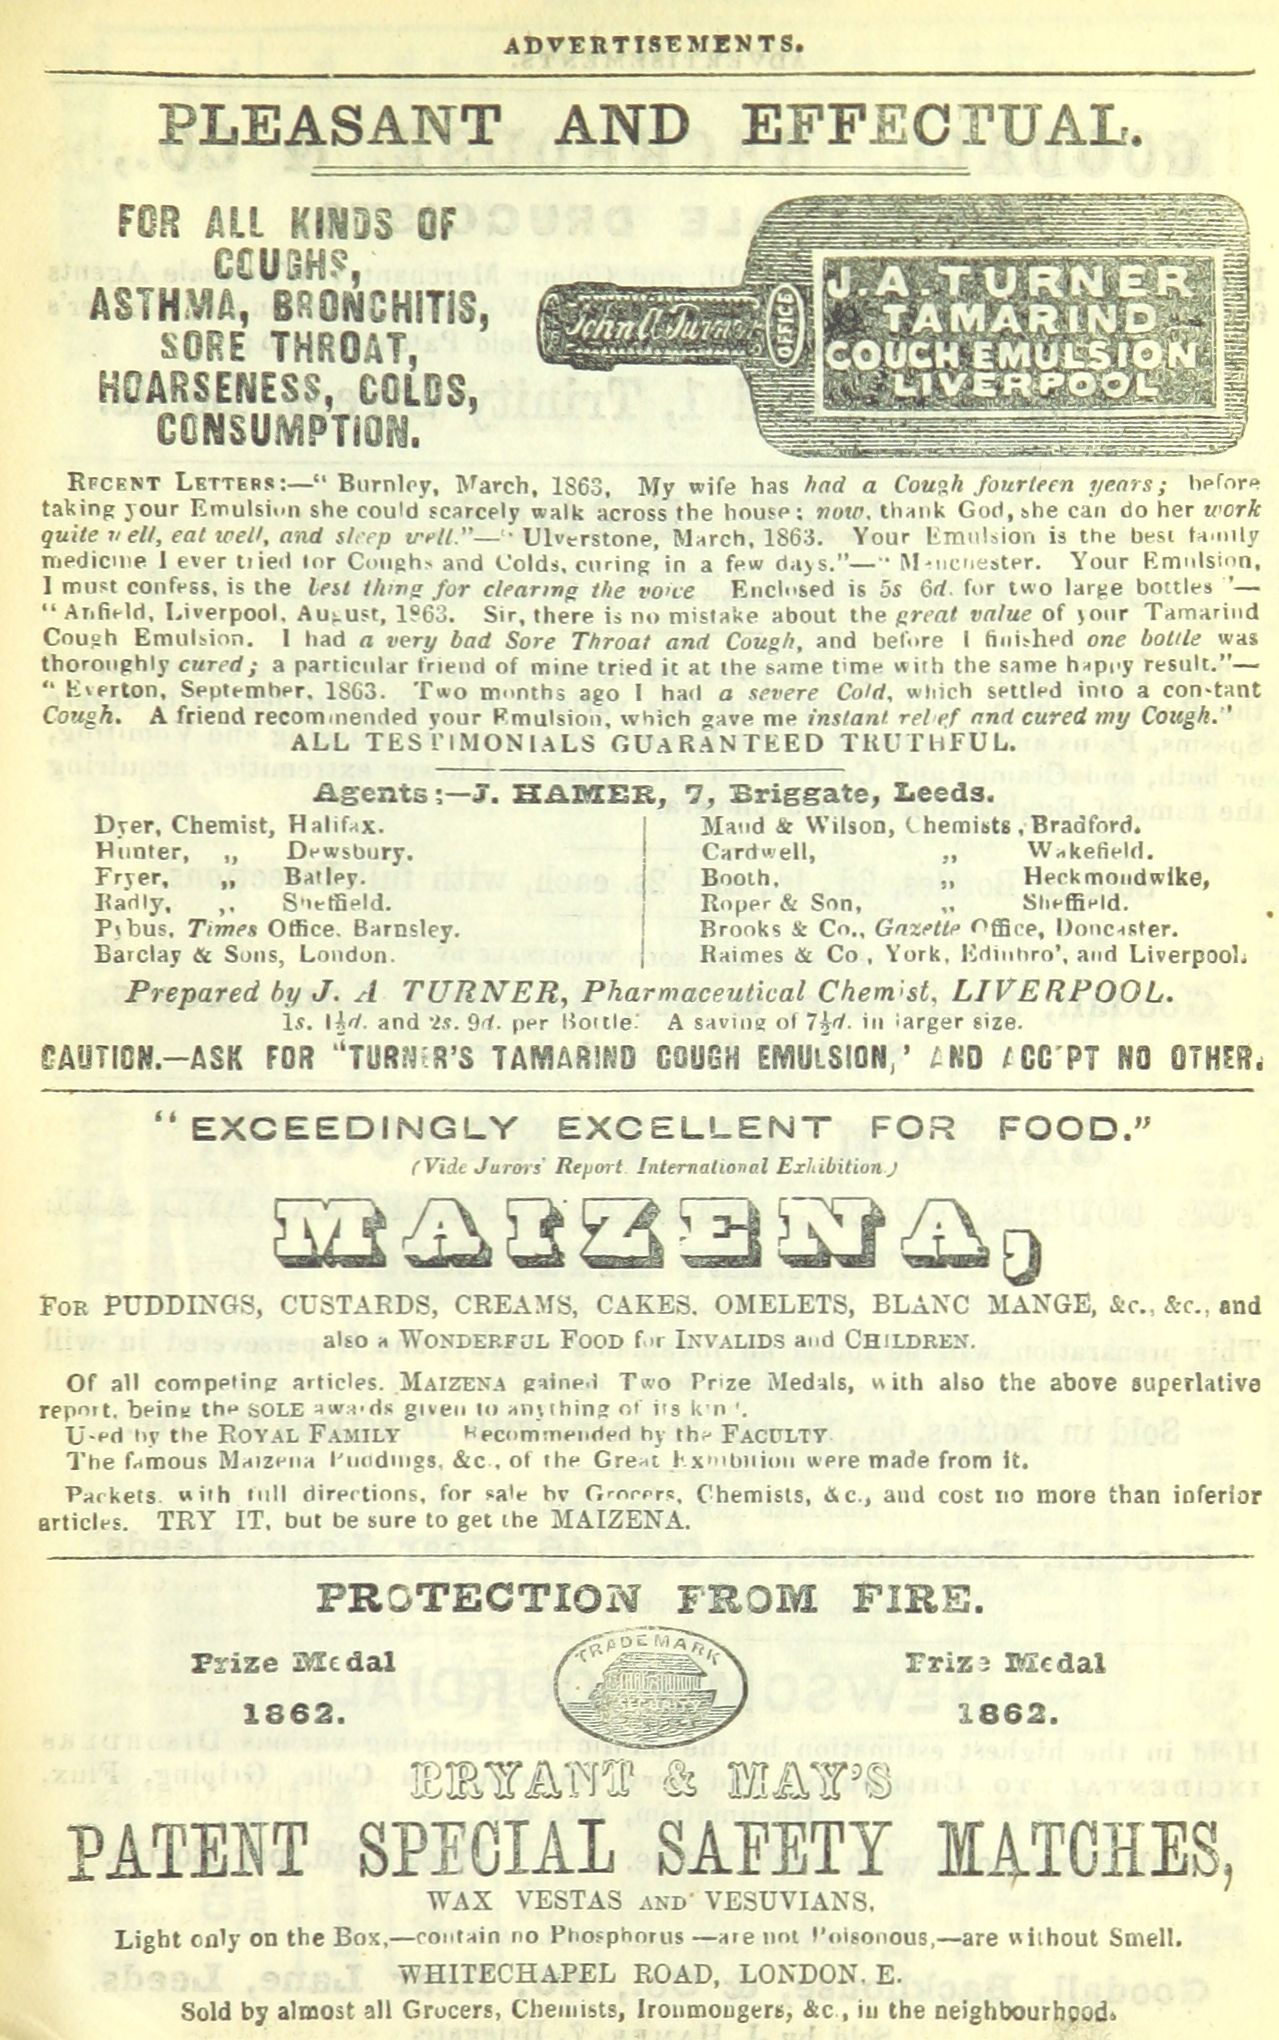 ADVERTISEMENTS.
PLEASANT AND EFFECTUAL.
FOR ALL KINDS OF
COUGHS,
ASTHMA, BRONCHITIS,
SORE THROAT,
HOARSENESS, COLDS,
CONSUMPTION.
John A Turner
OFFICE
J. A. TURNER
TAMARIND
COUGH EMULSION
LIVERPOOL
RECENT LETTERS:—“ Burnley, March, 1863, My wife has had a Cough fourteen years; before
taking your Emulsion she could scarcely walk across the house; now, thank God, she can do her work
quite well, eat well, and sleep well.”—“ Ulverstone, March, 1863. Your Emulsion is the best family
medicine I ever tried for Coughs and Colds, curing in a few days.”—“ Manchester. Your Emulsion,
I must confess, is the best thing for clearing the voice Enclosed is 5s 6d. for two large bottles ”—
“ Anfield, Liverpool, August, 1863. Sir, there is no mistake about the great value of your Tamarind
Cough Emulsion. I had a very bad Sore Throat and Cough, and before I finished one bottle was
thoroughly cured; a particular friend of mine tried it at the same time with the same happy result.”—
“ Everton, September, 1863. Two months ago I had a severe Cold, which settled into a constant
Cough. A friend recommended your Emulsion, which gave me instant relief and cured my Cough.”
ALL TESTIMONIALS GUARANTEED TRUTHFUL.
Agents:—J. HAMER, 7, Briggate, Leeds.
Dyer, Chemist, Halifax.
Hunter, „ Dewsbury.
Fryer, „ Batley.
Radly, „ Sheffield.
Pybus, Times Office. Barnsley.
Barclay & Sons, London.
Maud & Wilson, Chemists, Bradford.
Cardwell, „ Wakefield.
Booth, „ Heckmondwike,
Roper & Son, „ Sheffield.
Brooks & Co., Gazette Office, Doncaster.
Raimes & Co, York, Edinbro', and Liverpool.
Prepared by J. A TURNER, Pharmaceutical Chemist, LIVERPOOL.
1s. 1½d. and 2s. 9d. per Bottle. A saving of 7½d. in larger size.
CAUTION.—ASK FOR “TURNER'S TAMARIND COUGH EMULSION,' AND ACCEPT NO OTHER.
“EXCEEDINGLY EXCELLENT FOR FOOD.”
(Vide Jurors' Report International Exhibition.)
MAIZENA,
FOR PUDDINGS, CUSTARDS, CREAMS, CAKES. OMELETS, BLANC MANGE, &c., &c., and
also a WONDERFUL FOOD for INVALIDS and CHILDREN.
Of all competing articles. MAIZENA gained Two Prize Medals, with also the above superlative
report, being the SOLE awards given to anything of its kind.
Used by the ROYAL FAMILY Recommended by the FACULTY.
The famous Maizena Puddings, &c., of the Great Exhibition were made from it.
Packets, with full directions, for sale by Grocers, Chemists, &c., and cost no more than inferior
articles. TRY IT, but be sure to get the MAIZENA.
PROTECTION FROM FIRE.
Prize Medal
1862.
TRADE MARK
SECURITY
Prize Medal
1862.
BRYANT & MAY'S
PATENT SPECIAL SAFETY MATCHES,
WAX VESTAS AND VESUVIANS,
Light only on the Box,—contain no Phosphorus—are not Poisonous,—are without Smell.
WHITECHAPEL ROAD, LONDON, E.
Sold by almost all Grocers, Chemists, Ironmongers, &c., in the neighbourhood.